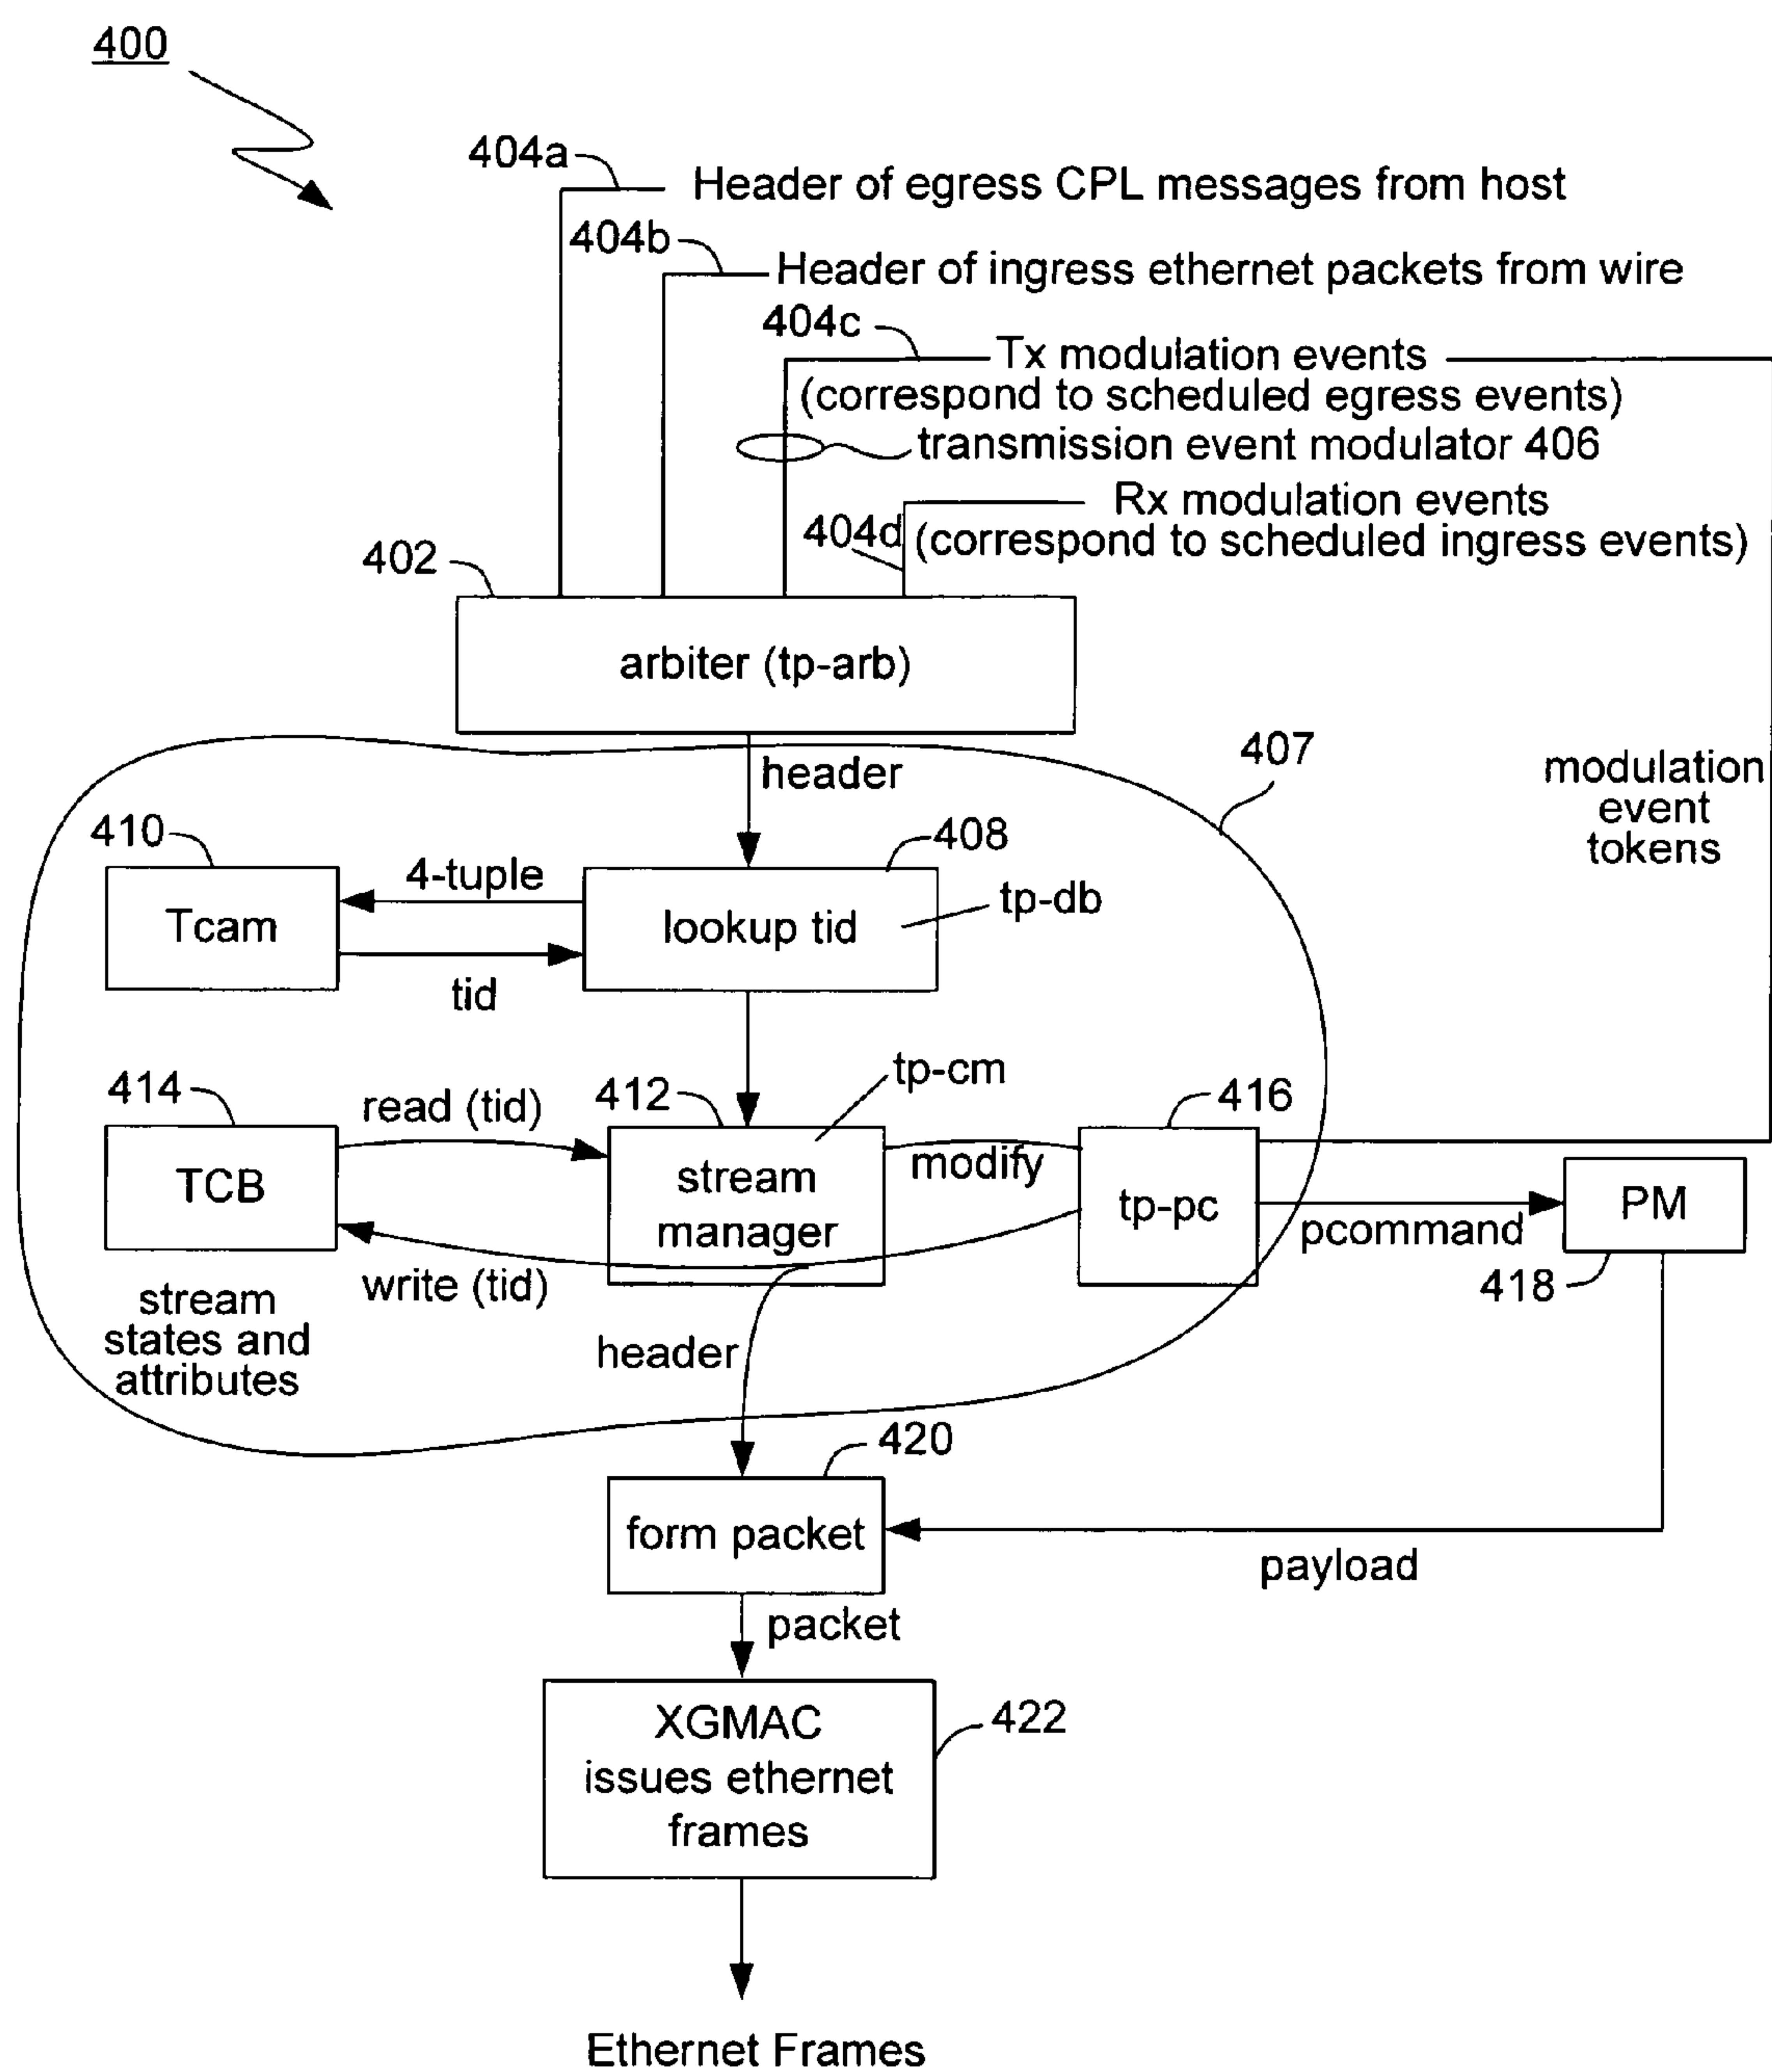 400
404a
Header of egress CPL messages from host
404b
Header of ingress ethernet packets from wire
404c
Tx modulation events
(correspond to scheduled egress events)
transmission event modulator 406
Rx modulation events
404d
(correspond to scheduled ingress events)
402
arbiter (tp-arb)
407
header
modulation
event
tokens
410
408
4-tuple
tp-db
Tcam
lookup tid
tid
tp-cm
414
read (tid)
412
416
TCB
stream
manager
modify
tp-pc
PM
pcommand
write (tid)
418
stream
states and
attributes
header
420
form packet
payload
packet
XGMAC
issues ethernet
frames
422
Ethernet Frames